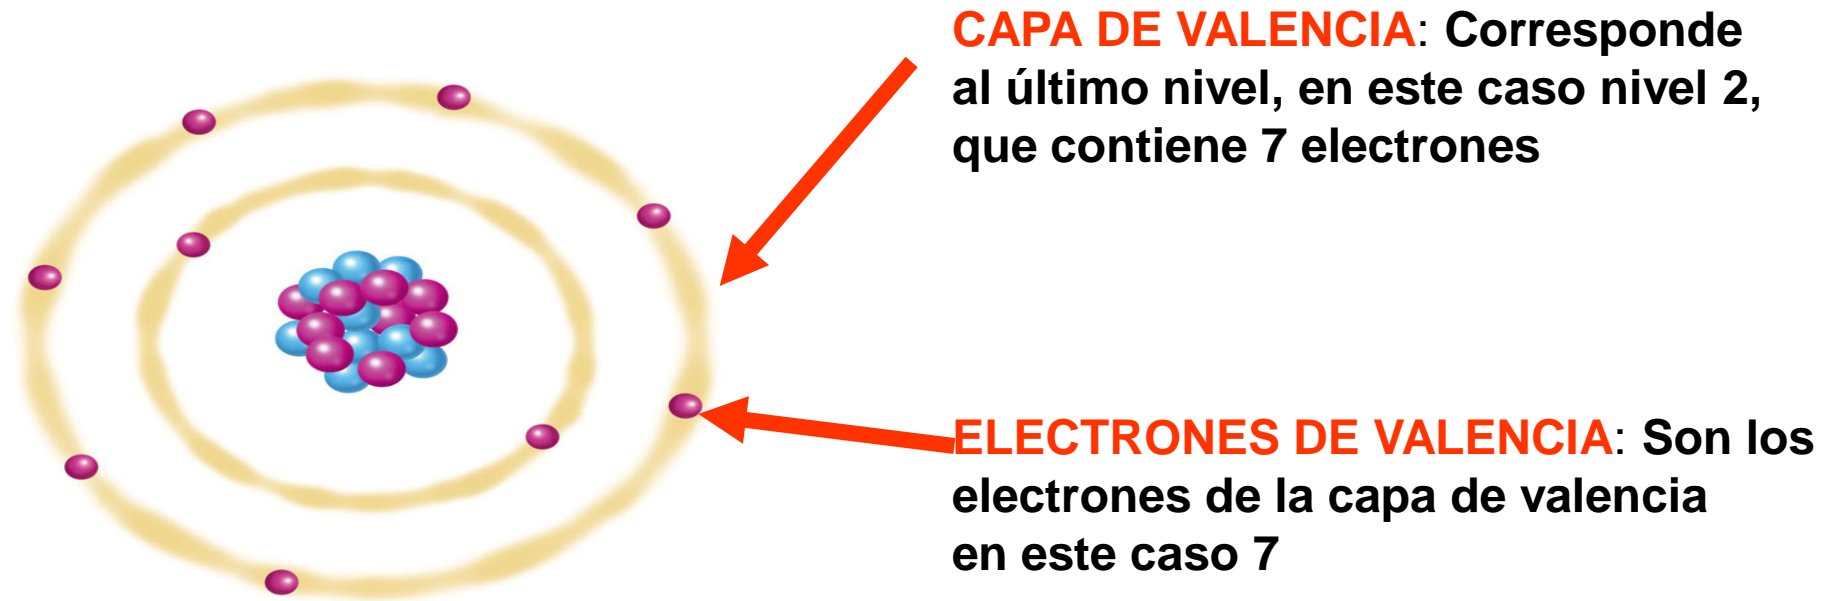 CAPA DE VALENCIA: Corresponde
al último nivel, en este caso nivel 2,
que contiene 7 electrones
ELECTRONES DE VALENCIA: Son los
electrones de la capa de valencia
en este caso 7